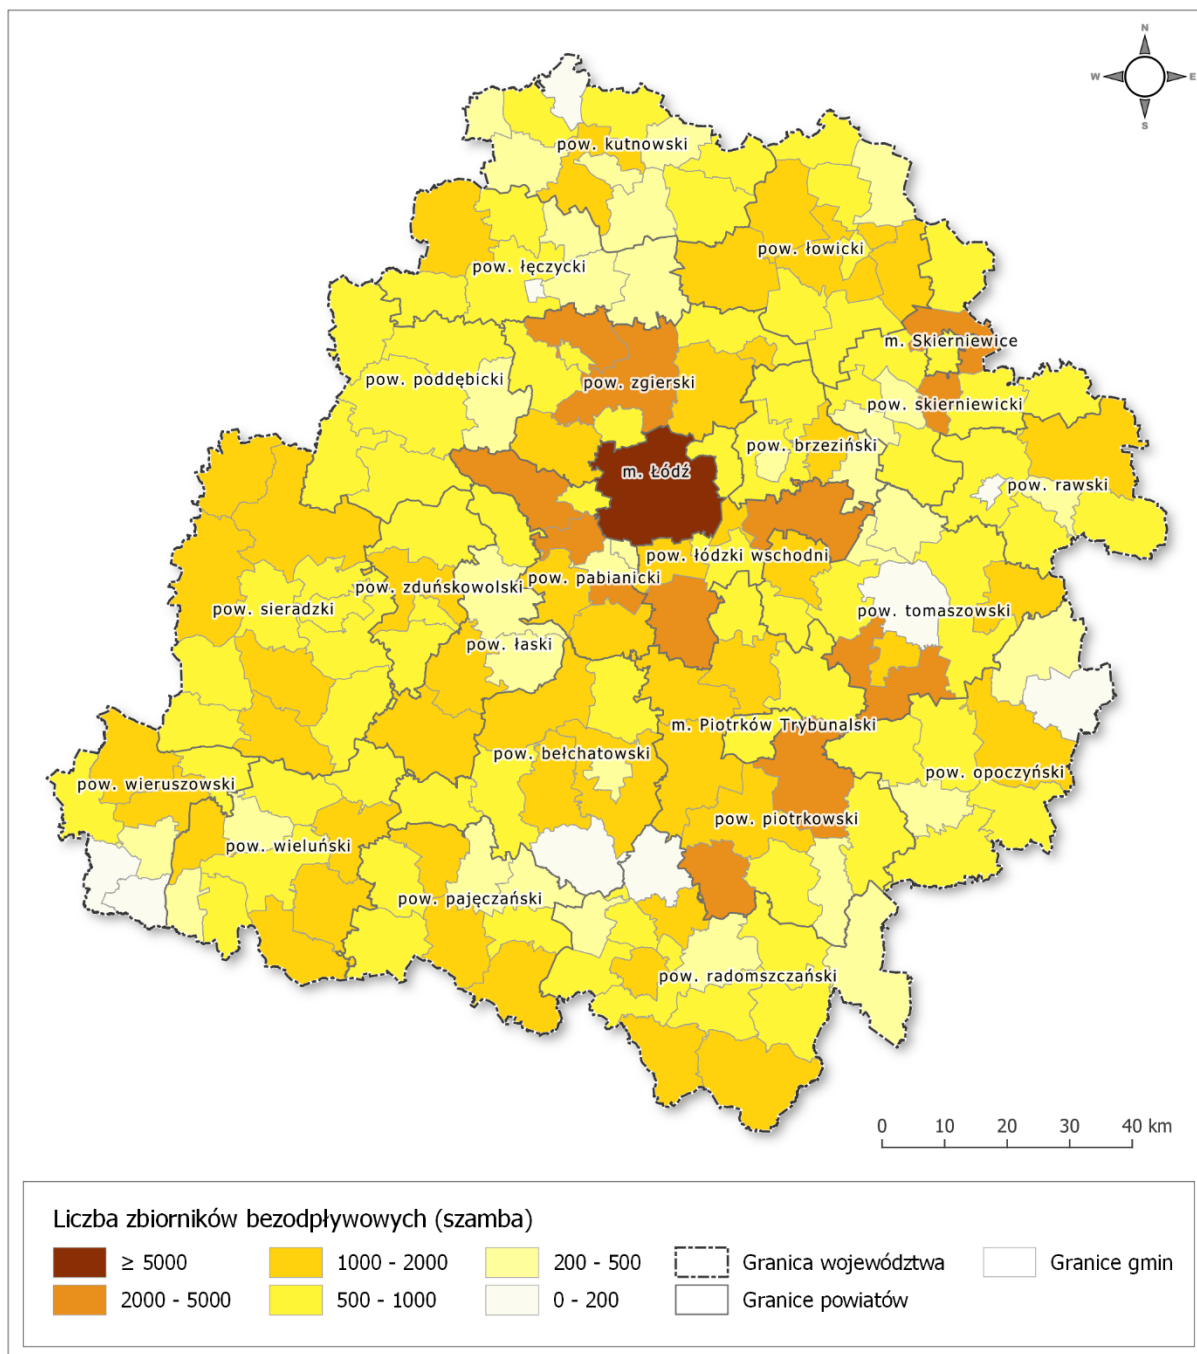 N
W E
S
pow. kutnowski
pow. łowicki
pow. łęczycki
m. Skierniewice
pow. poddębicki
pow. zgierski
pow. skierniewicki
pow. brzeziński
m. Łódź
pow. rawski
pow. łódzki wschodni
pow. pabianicki
pow. zduńskowolski
pow. sieradzki
pow. tomaszowski
pow. łaski
m. Piotrków Trybunalski
pow. bełchatowski
pow. opoczyński
pow. wieruszowski
pow. piotrkowski
pow. wieluński
pow. pajęczański
pow. radomszczański
0 10 20 30 40 km
Liczba zbiorników bezodpływowych (szamba)
≥ 5000 1000 - 2000 200 - 500 Granica województwa Granice gmin
2000 - 5000 500 - 1000 0 - 200 Granice powiatów